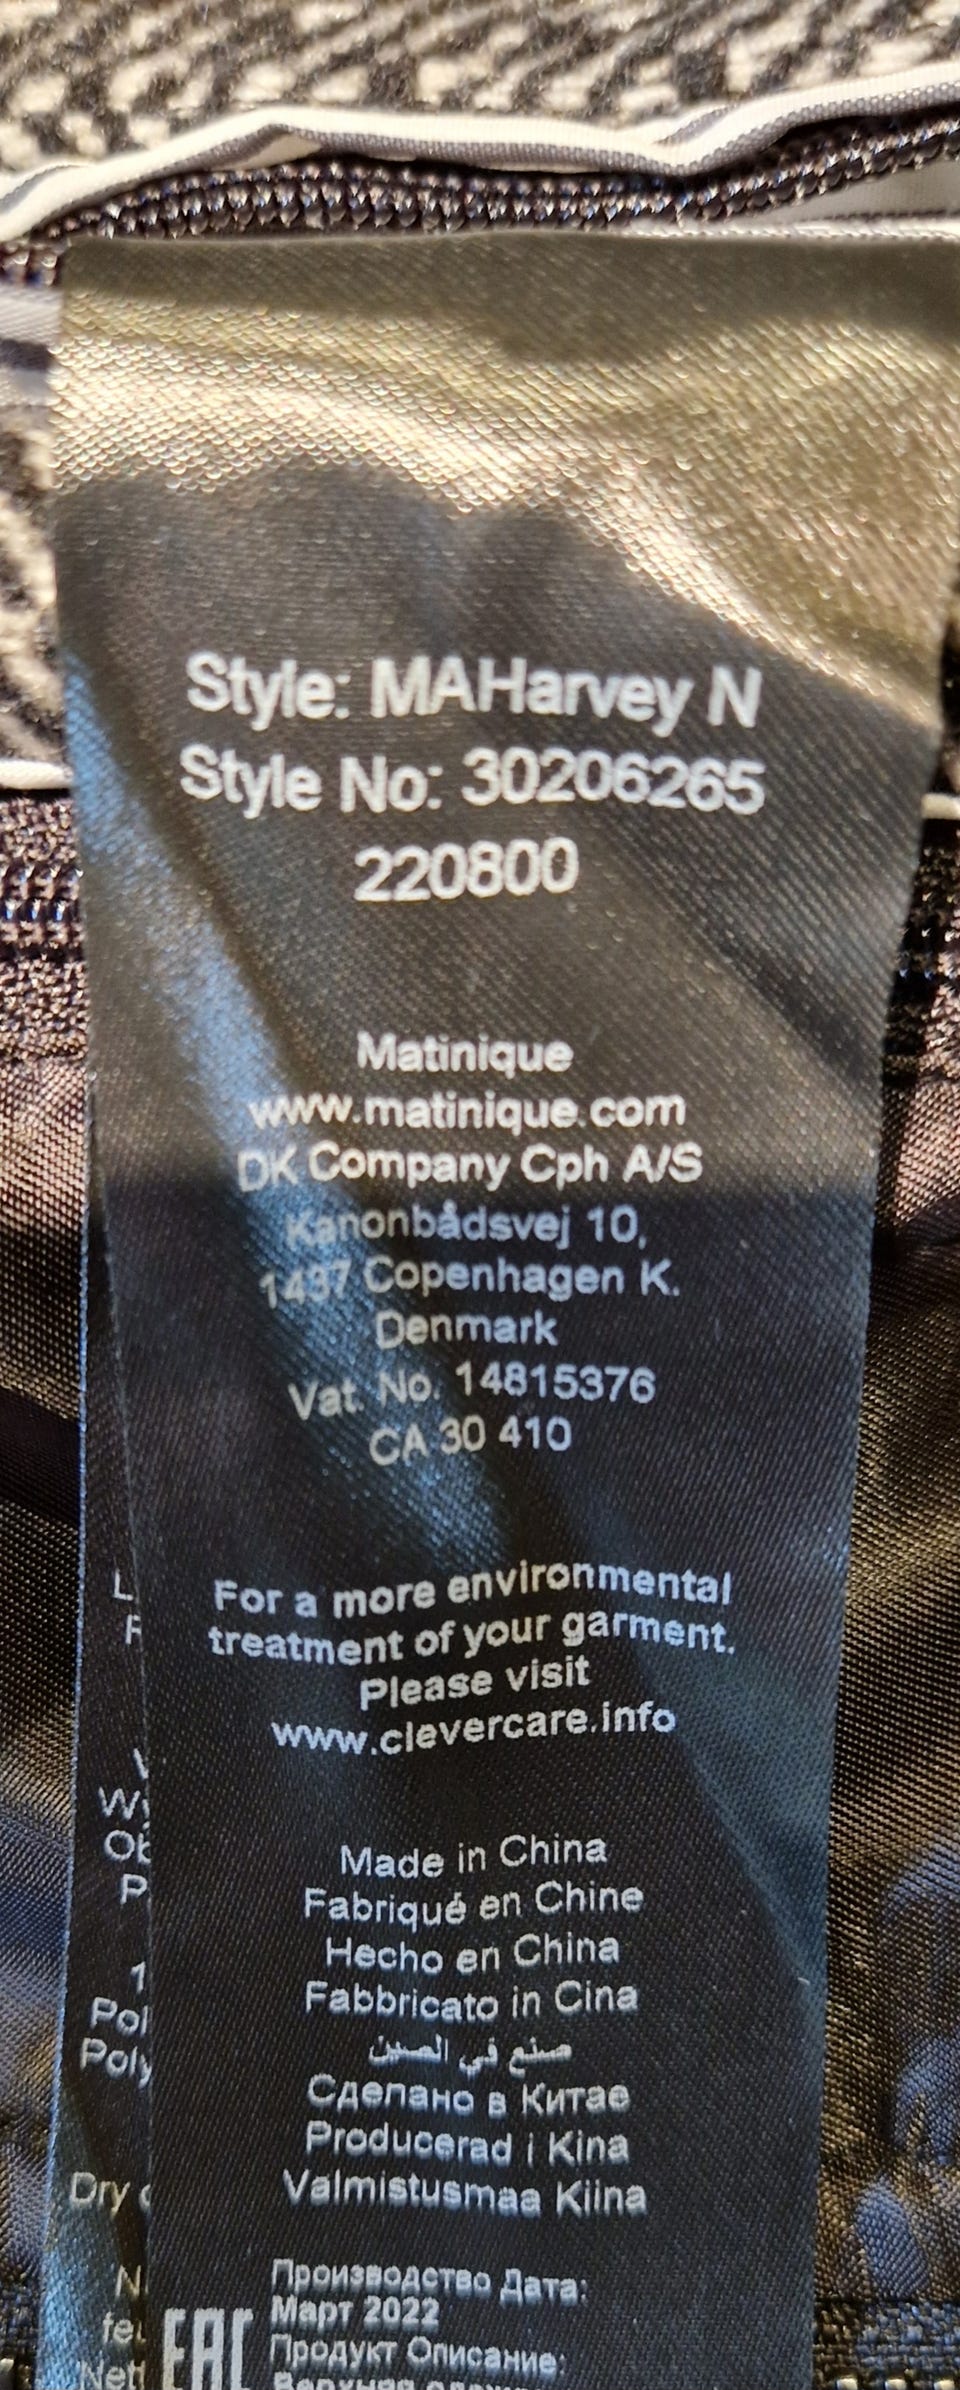 Style: MAHarvey N
Style No: 30206265
220800
Matinique
www.matinique.com
DK Company Cph A/S
Kanonbådsvej 10,
1437 Copenhagen K.
Denmark
Vat. No. 14815376
CA 30 410
For a more environmental
treatment of your garment.
Please visit
www.clevercare.info
Made in China
Fabriqué en Chine
Hecho en China
Fabbricato in Cina
صنع في الصين
Сделано в Китае
Producerad i Kina
Valmistusmaa Kiina
Производство Дата:
Март 2022
EAC
Продукт Описание:
Верхняя
Dry